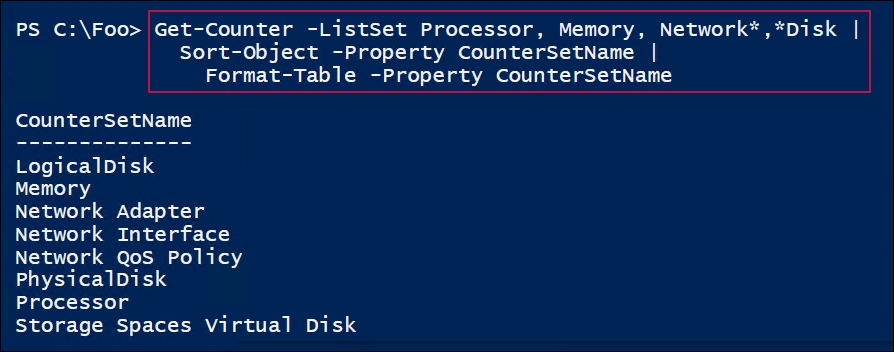 PS C:\Foo> Get-Counter -ListSet Processor, Memory, Network*,*Disk |
Sort-Object -Property CounterSetName |
Format-Table -Property CounterSetName
CounterSetName
--------------
LogicalDisk
Memory
Network Adapter
Network Interface
Network QoS Policy
PhysicalDisk
Processor
Storage Spaces Virtual Disk